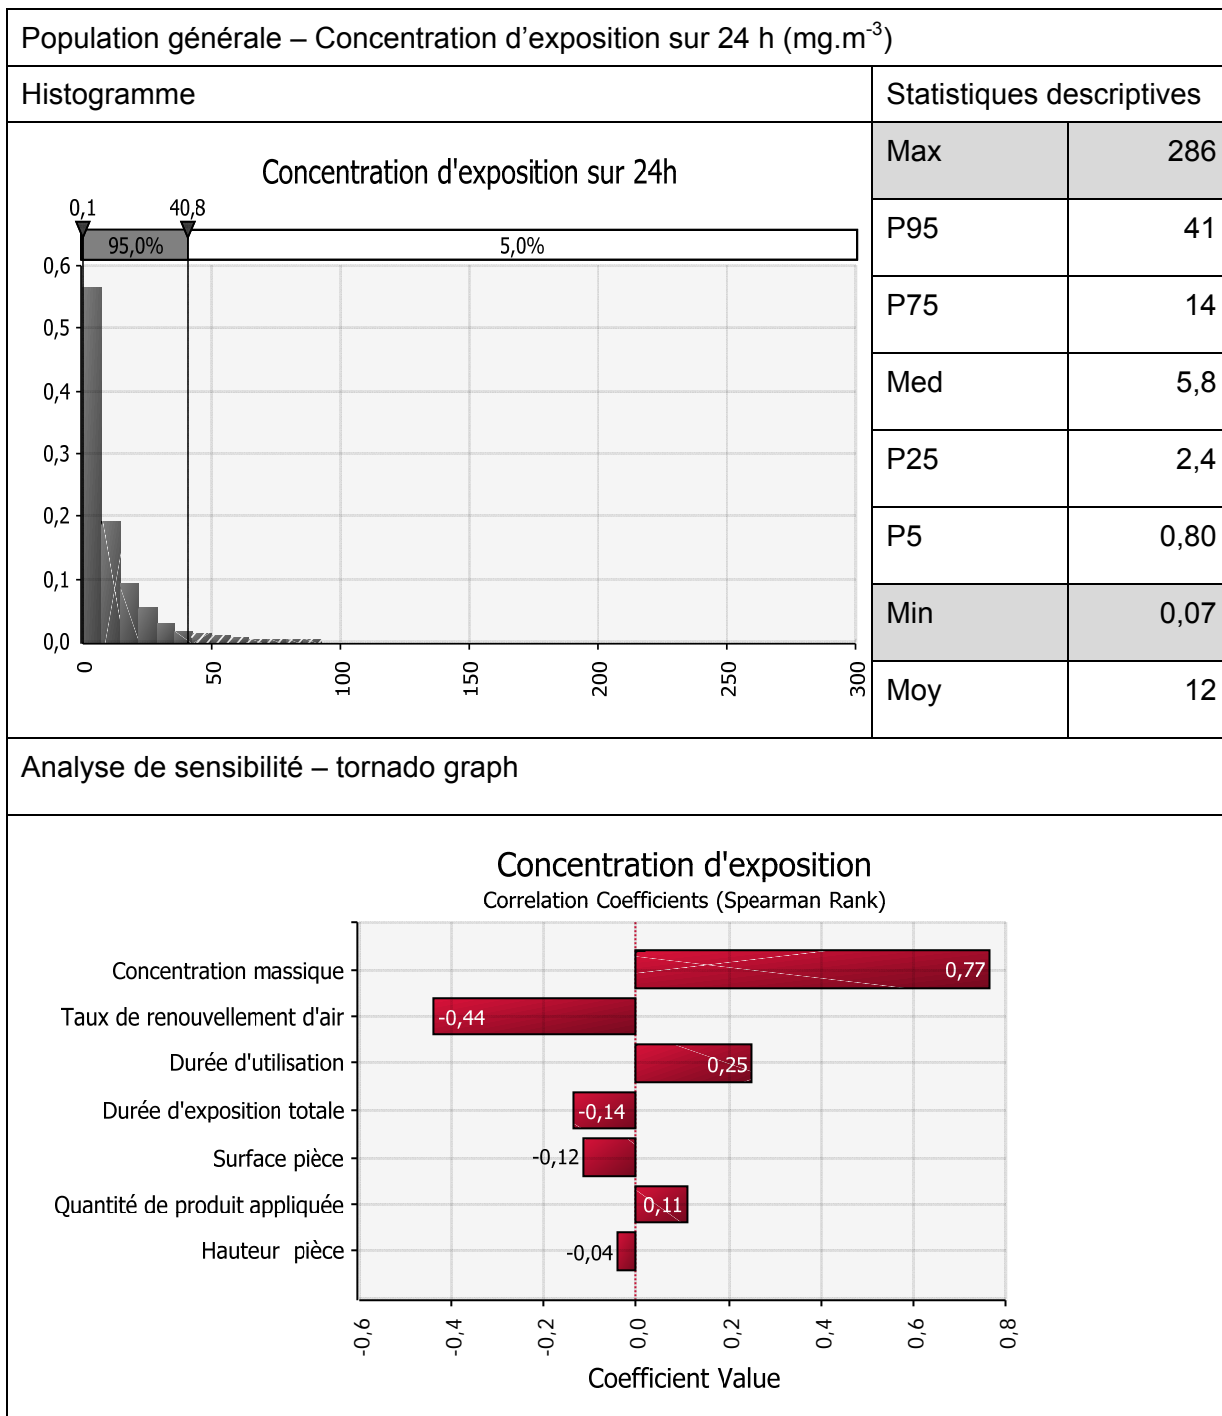 Population générale – Concentration d’exposition sur 24 h (mg.m-3)
Histogramme
Statistiques descriptives
Concentration d'exposition sur 24h
0,1 40,8
95,0% 5,0%
0,6
0,5
0,4
0,3
0,2
0,1
0,0
0 50 100 150 200 250 300
Max 286
P95 41
P75 14
Med 5,8
P25 2,4
P5 0,80
Min 0,07
Moy 12
Analyse de sensibilité – tornado graph
Concentration d'exposition
Correlation Coefficients (Spearman Rank)
Concentration massique 0,77
Taux de renouvellement d'air -0,44
Durée d'utilisation 0,25
Durée d'exposition totale -0,14
Surface pièce -0,12
Quantité de produit appliquée 0,11
Hauteur pièce -0,04
-0,6 -0,4 -0,2 0,0 0,2 0,4 0,6 0,8
Coefficient Value